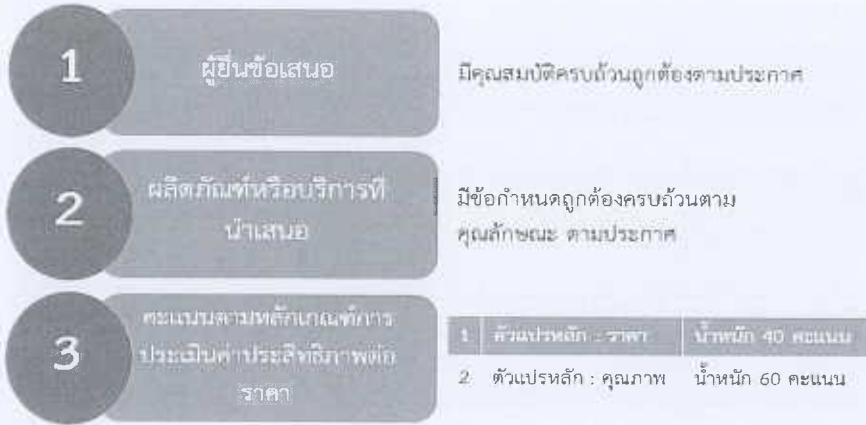 1
ผู้ยื่นข้อเสนอ
มีคุณสมบัติครบถ้วนถูกต้องตามประกาศ
2
ผลิตภัณฑ์หรือบริการที่
นำเสนอ
มีข้อกำหนดถูกต้องครบถ้วนตาม
คุณลักษณะ ตามประกาศ
3
คะแนนตามหลักเกณฑ์การ
ประเมินค่าประสิทธิภาพต่อ
ราคา
1 ตัวแปรหลัก : ราคา น้ำหนัก 40 คะแนน
2 ตัวแปรหลัก : คุณภาพ น้ำหนัก 60 คะแนน